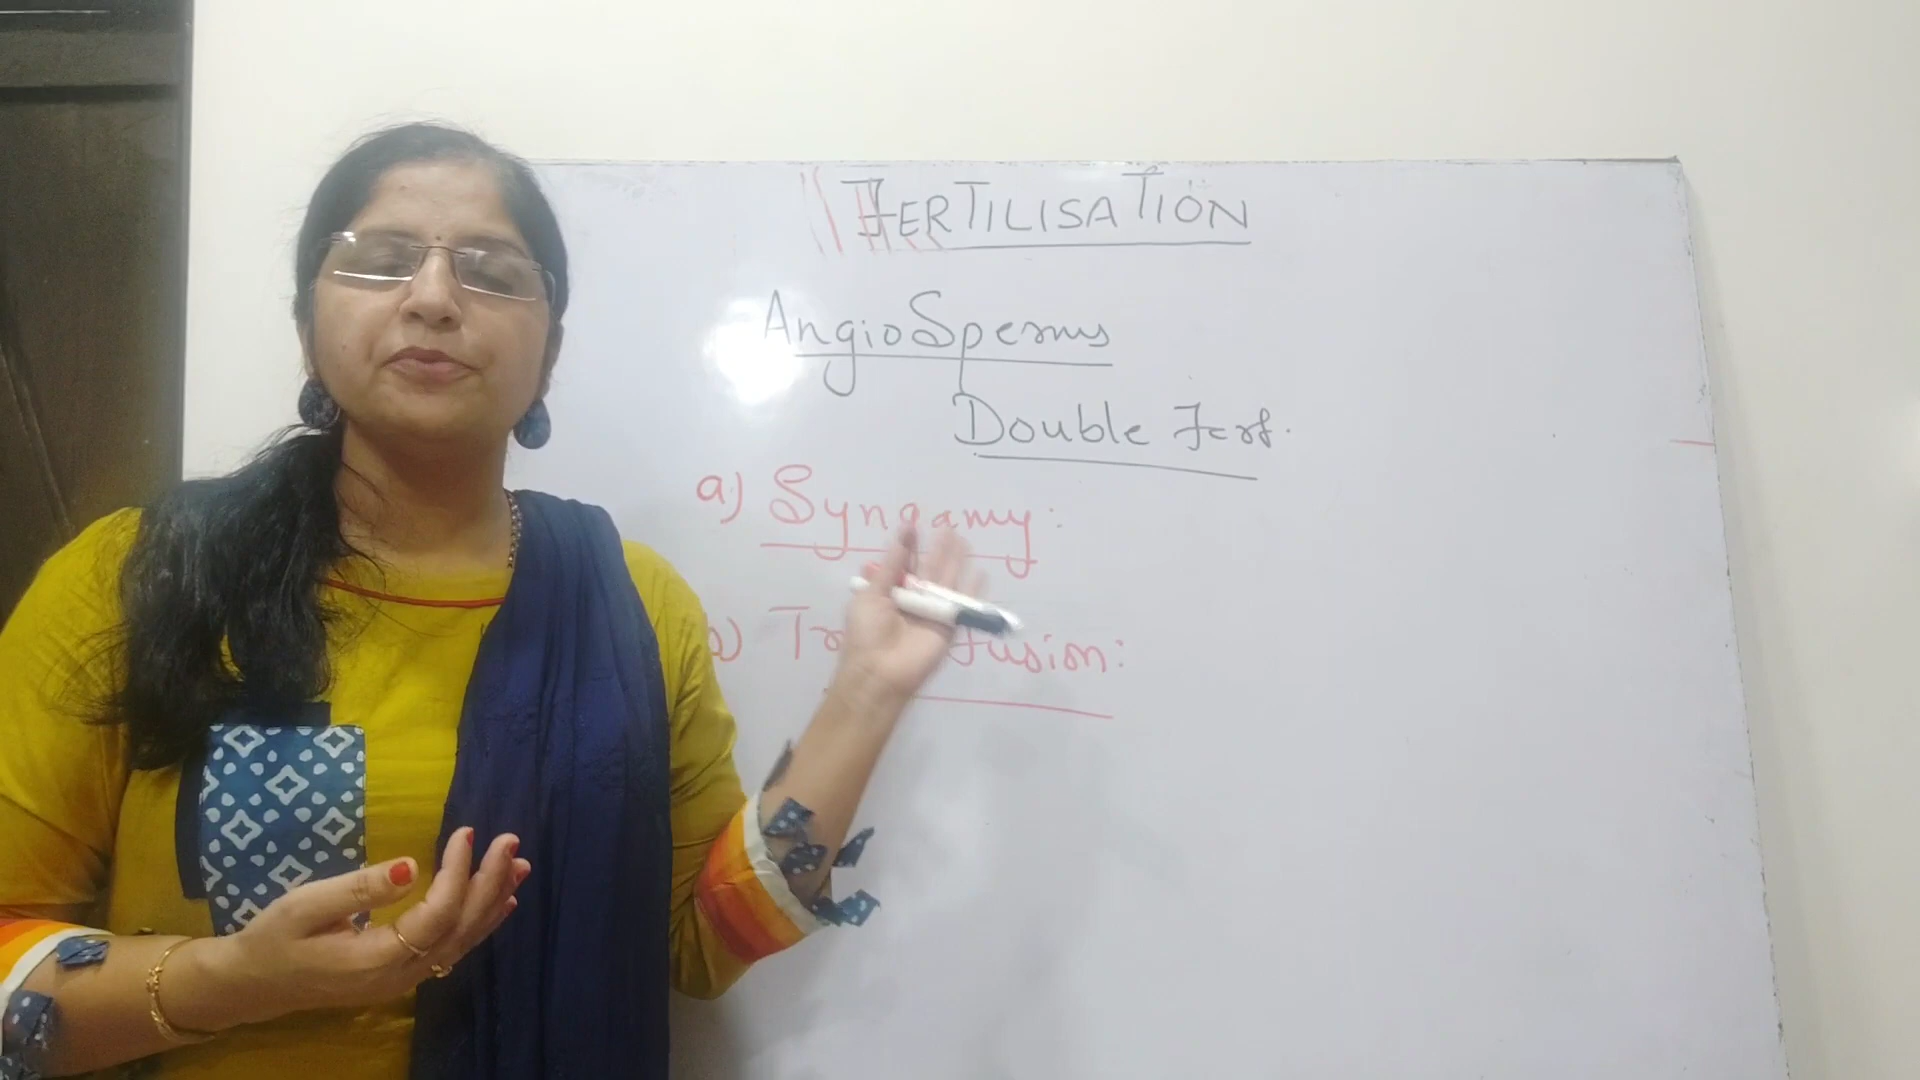 FERTILISATION
AngioSperms
Double Fert.
a) Syngamy:
b) Fusion: